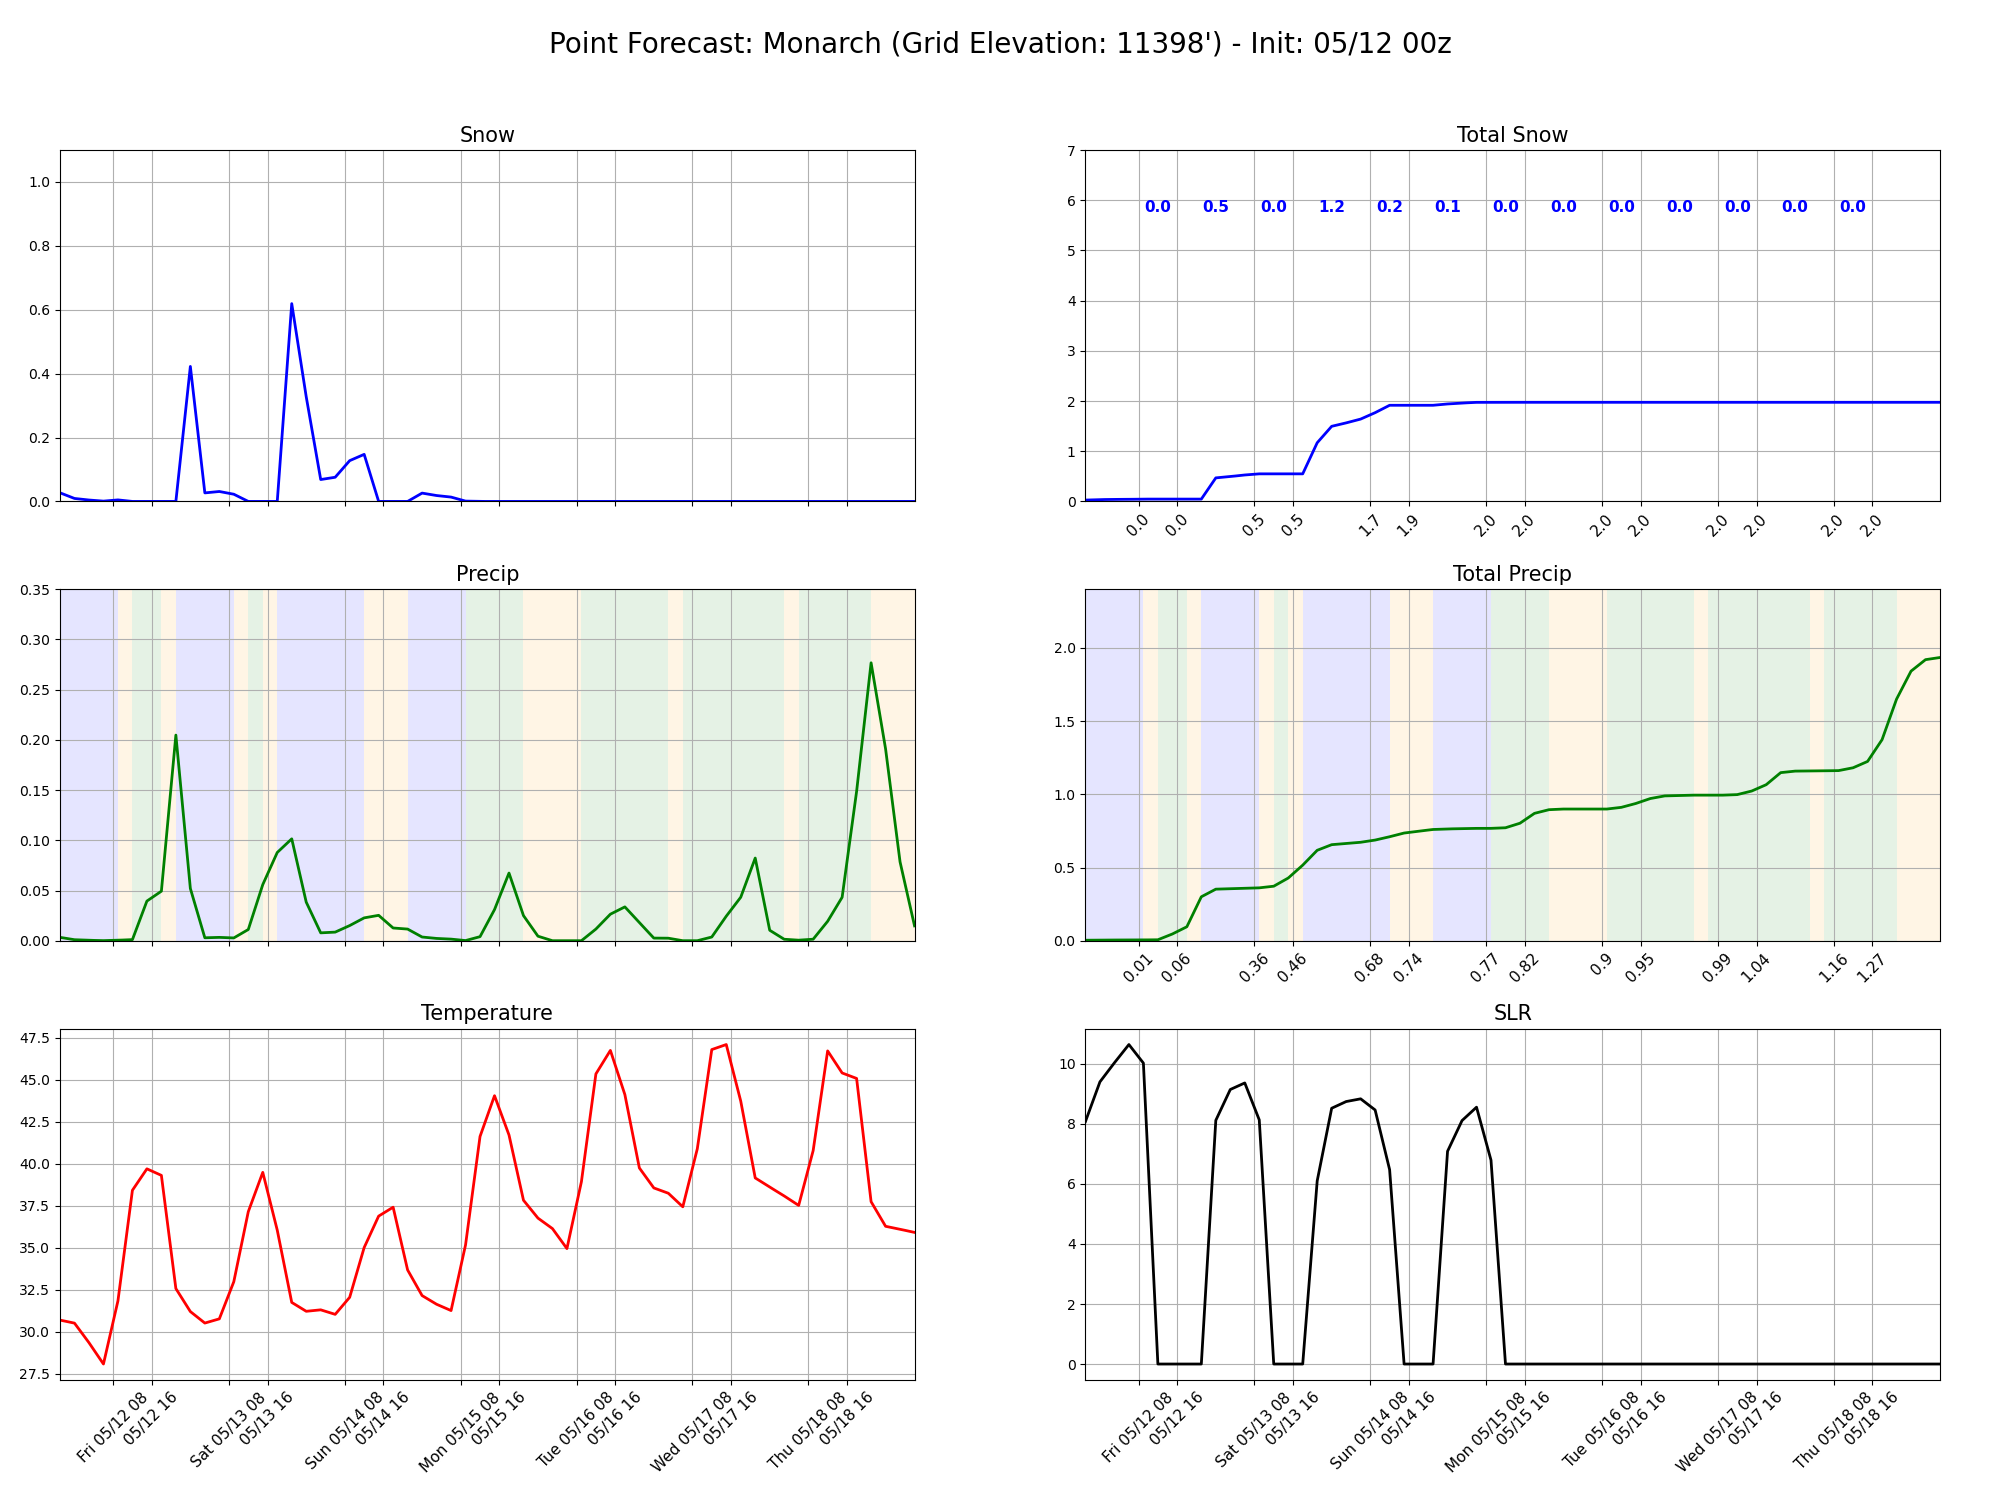 Point Forecast: Monarch (Grid Elevation: 11398') - Init: 05/12 00z
Snow
1.0
0.8
0.6
0.4
0.2
0.0
Total Snow
7
6
5
4
3
2
1
0
0.0 0.5 0.0 1.2 0.2 0.1 0.0 0.0 0.0 0.0 0.0 0.0 0.0
0.0 0.0 0.5 0.5 1.7 1.9 2.0 2.0 2.0 2.0 2.0 2.0 2.0 2.0
Precip
0.35
0.30
0.25
0.20
0.15
0.10
0.05
0.00
Total Precip
2.0
1.5
1.0
0.5
0.0
0.01 0.06 0.36 0.46 0.68 0.74 0.77 0.82 0.9 0.95 0.99 1.04 1.16 1.27
Temperature
47.5
45.0
42.5
40.0
37.5
35.0
32.5
30.0
27.5
Fri 05/12 08
05/12 16
Sat 05/13 08
05/13 16
Sun 05/14 08
05/14 16
Mon 05/15 08
05/15 16
Tue 05/16 08
05/16 16
Wed 05/17 08
05/17 16
Thu 05/18 08
05/18 16
SLR
10
8
6
4
2
0
Fri 05/12 08
05/12 16
Sat 05/13 08
05/13 16
Sun 05/14 08
05/14 16
Mon 05/15 08
05/15 16
Tue 05/16 08
05/16 16
Wed 05/17 08
05/17 16
Thu 05/18 08
05/18 16